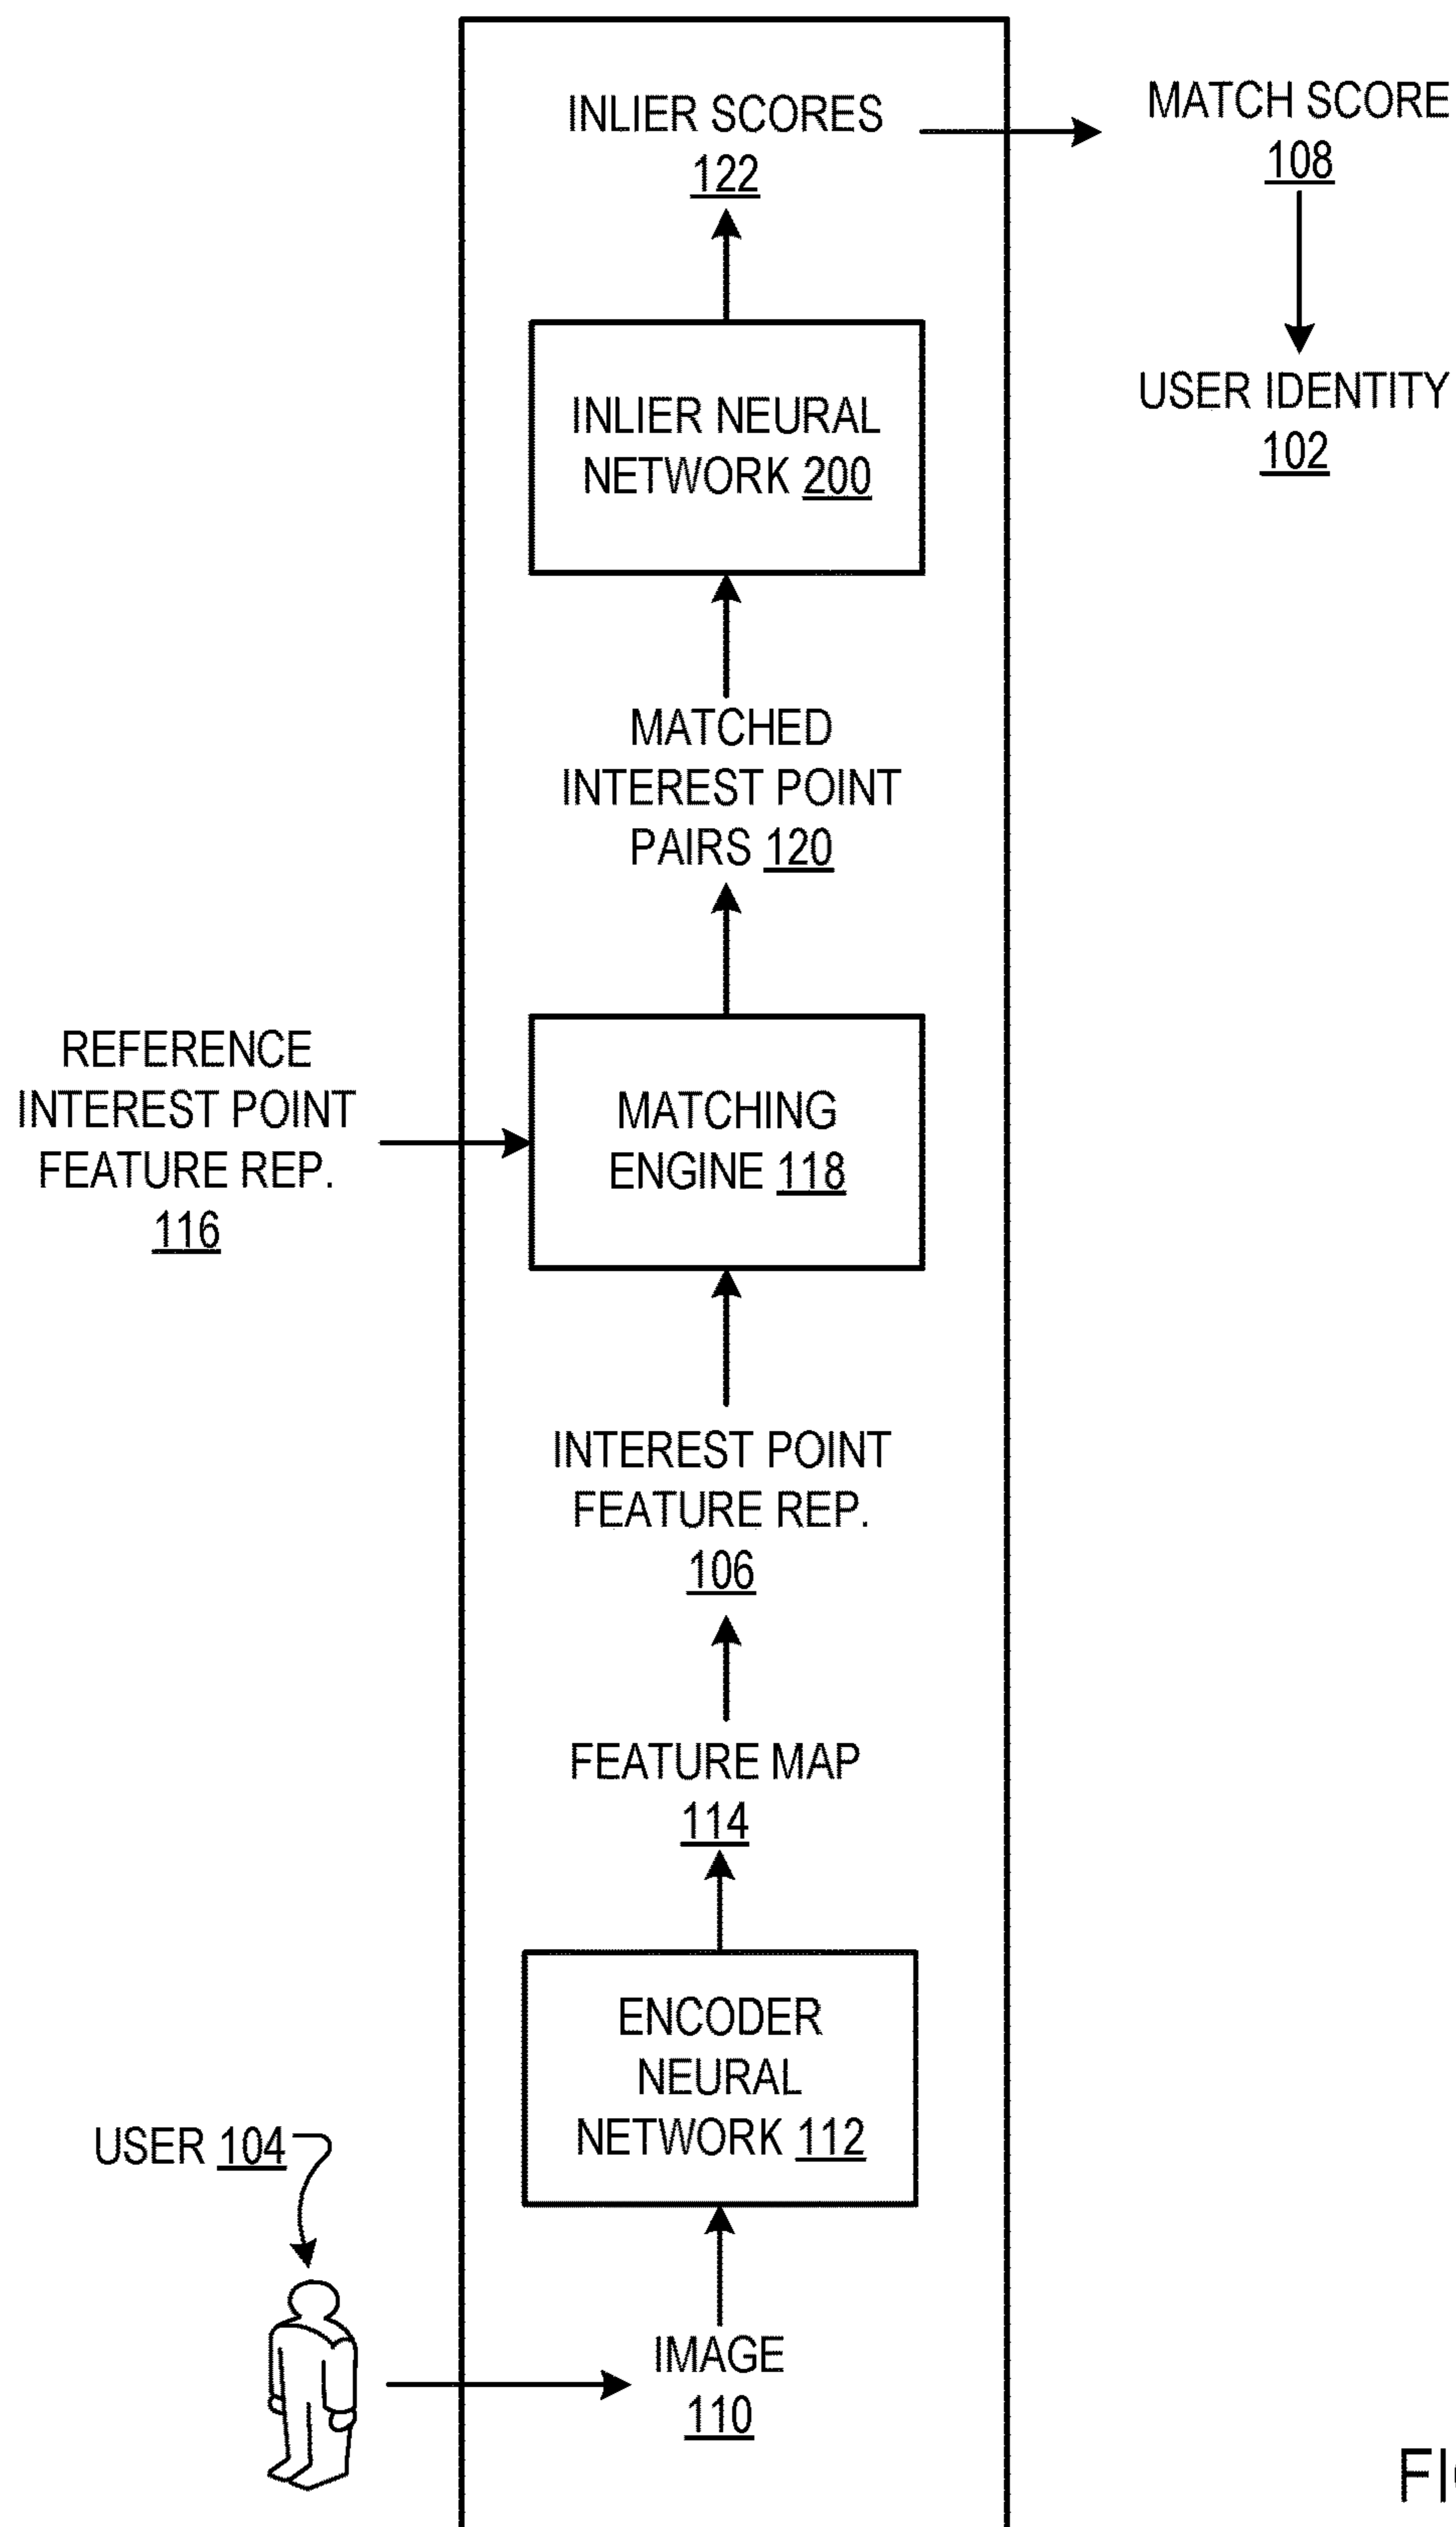 INLIER SCORES
122
MATCH SCORE
108
USER IDENTITY
102
INLIER NEURAL
NETWORK 200
MATCHED
INTEREST POINT
PAIRS 120
REFERENCE
INTEREST POINT
FEATURE REP.
116
MATCHING
ENGINE 118
INTEREST POINT
FEATURE REP.
106
FEATURE MAP
114
ENCODER
NEURAL
NETWORK 112
USER 104
IMAGE
110